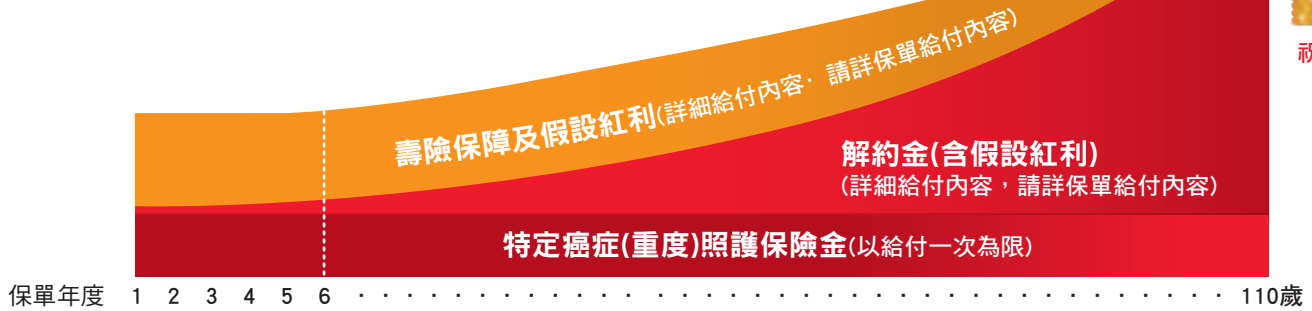 壽險保障及假設紅利(詳細給付內容，請詳保單給付內容)
祝
解約金(含假設紅利)
(詳細給付內容，請詳保單給付內容)
特定癌症(重度)照護保險金(以給付一次為限)
保單年度 1 2 3 4 5 6 ‧‧‧‧‧‧‧‧‧‧‧‧‧‧‧‧‧‧‧‧‧‧‧‧‧‧‧‧‧‧‧‧‧‧‧‧ 110歲